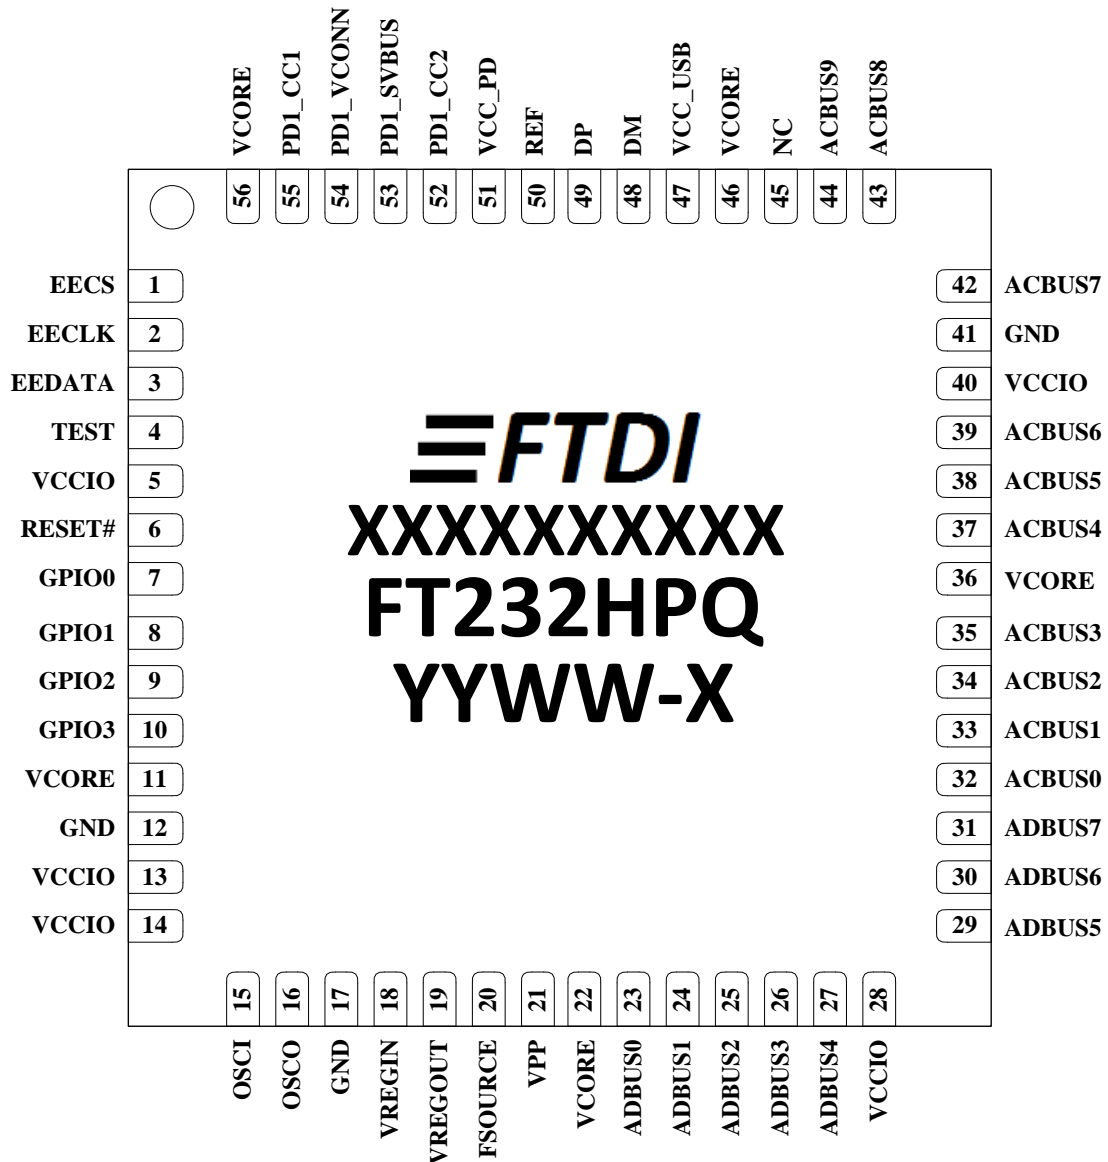 VCORE
PD1_CC1
PD1_VCONN
PD1_SVBUS
PD1_CC2
VCC_PD
REF
DP
DM
VCC_USB
VCORE
NC
ACBUS9
ACBUS8
56
55
54
53
52
51
50
49
48
47
46
45
44
43
EECS 1
EECLK 2
EEDATA 3
TEST 4
VCCIO 5
RESET# 6
GPIO0 7
GPIO1 8
GPIO2 9
GPIO3 10
VCORE 11
GND 12
VCCIO 13
VCCIO 14
FTDI
XXXXXXXXXX
FT232HPQ
YYWW-X
42 ACBUS7
41 GND
40 VCCIO
39 ACBUS6
38 ACBUS5
37 ACBUS4
36 VCORE
35 ACBUS3
34 ACBUS2
33 ACBUS1
32 ACBUS0
31 ADBUS7
30 ADBUS6
29 ADBUS5
15
16
17
18
19
20
21
22
23
24
25
26
27
28
OSCI
OSCO
GND
VREGIN
VREGOUT
FSOURCE
VPP
VCORE
ADBUS0
ADBUS1
ADBUS2
ADBUS3
ADBUS4
VCCIO